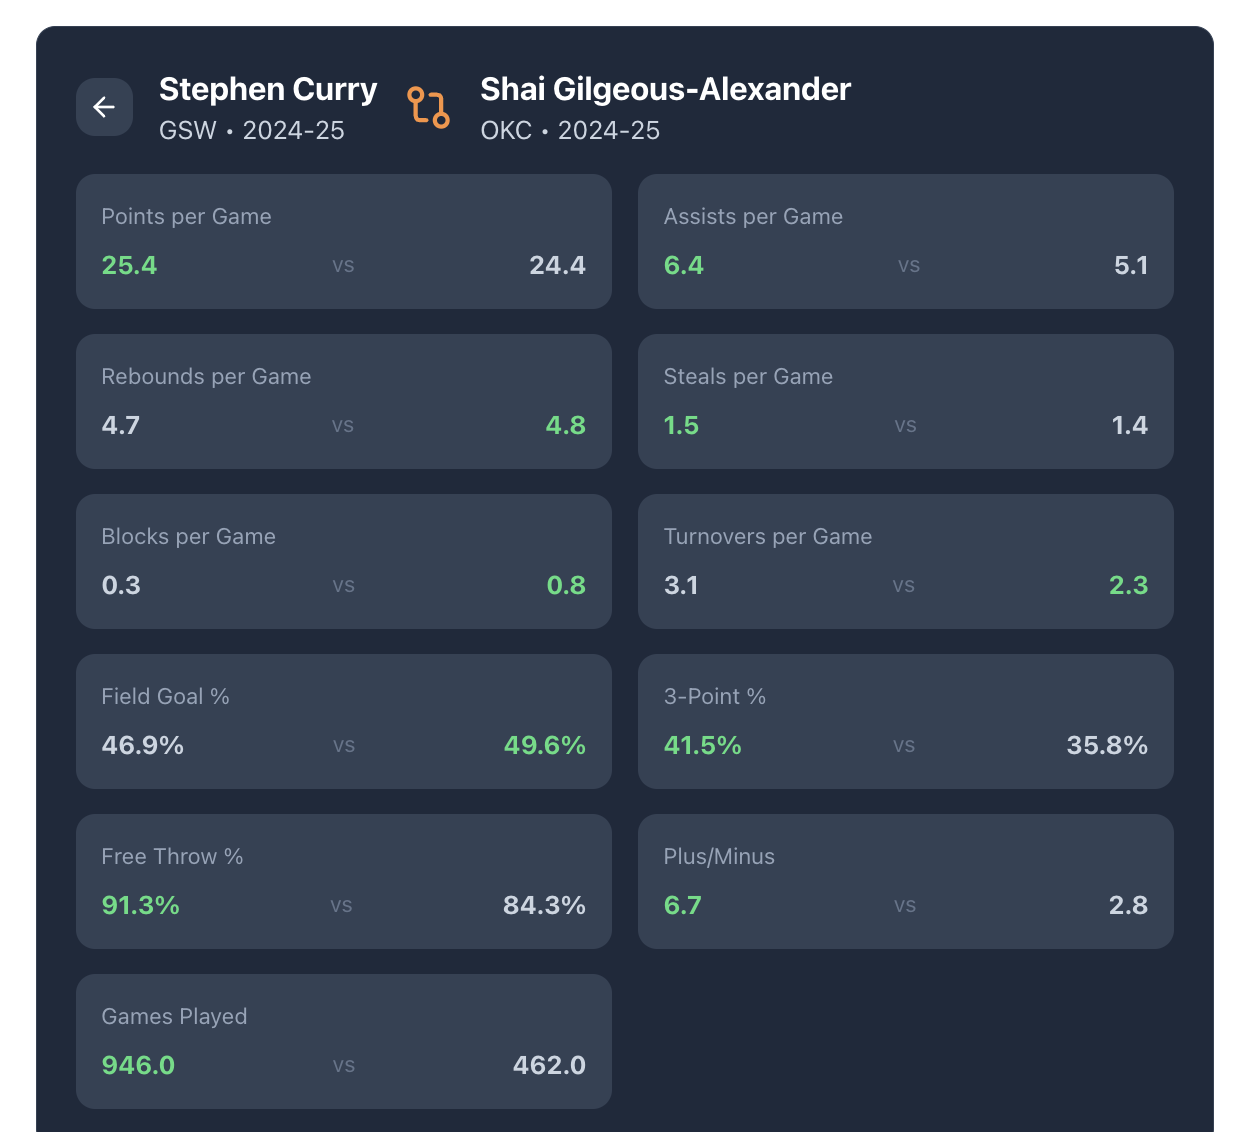 Stephen Curry
GSW • 2024-25
Shai Gilgeous-Alexander
OKC • 2024-25
Points per Game
25.4 vs 24.4
Assists per Game
6.4 vs 5.1
Rebounds per Game
4.7 vs 4.8
Steals per Game
1.5 vs 1.4
Blocks per Game
0.3 vs 0.8
Turnovers per Game
3.1 vs 2.3
Field Goal %
46.9% vs 49.6%
3-Point %
41.5% vs 35.8%
Free Throw %
91.3% vs 84.3%
Plus/Minus
6.7 vs 2.8
Games Played
946.0 vs 462.0